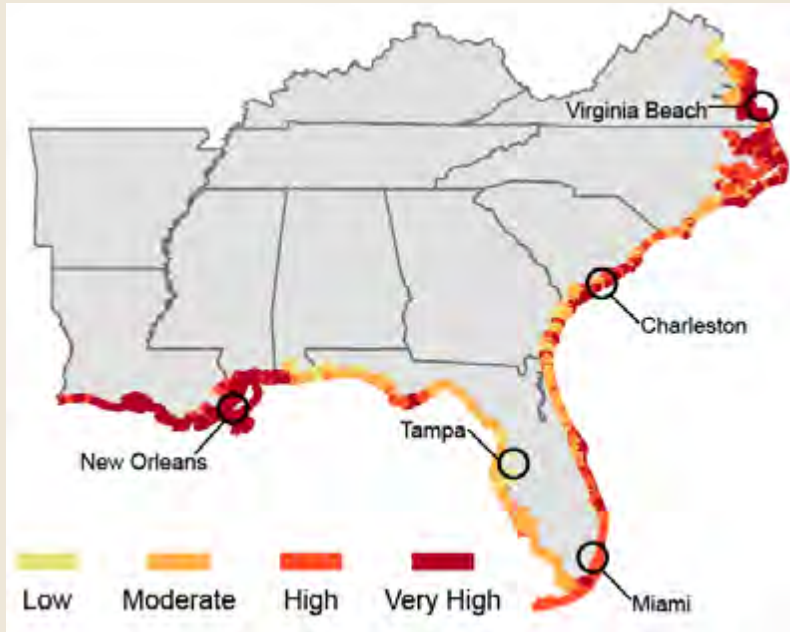 Virginia Beach
Charleston
Tampa
New Orleans
Miami
Low Moderate High Very High